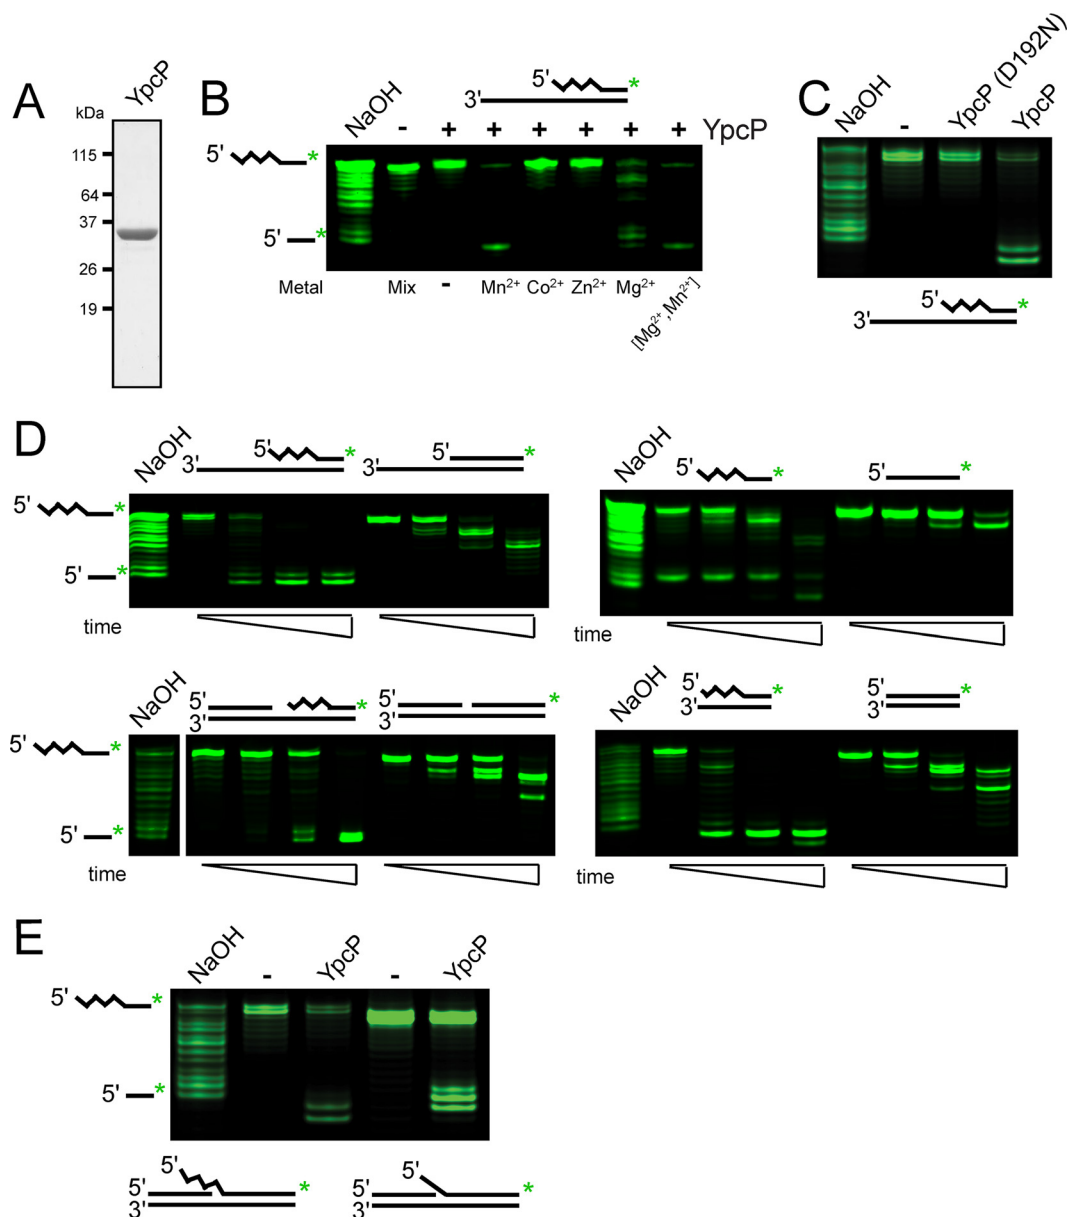 A
YpcP
kDa
115
64
37
26
19
B
5' *
3'
NaOH - + + + + + + YpcP
5' *
5' *
Metal Mix - Mn²⁺ Co²⁺ Zn²⁺ Mg²⁺ [Mg²⁺,Mn²⁺]
C
NaOH - YpcP (D192N) YpcP
5' *
3'
D
NaOH
5' *
3'
5' *
3'
5' *
5' *
time
NaOH
5' *
5' *
time
NaOH
5' *
3'
5' *
3'
5' *
5' *
time
NaOH
5' *
3'
5' *
3'
time
E
NaOH - YpcP - YpcP
5' *
5' *
5'
5' *
3'
5'
5' *
3'